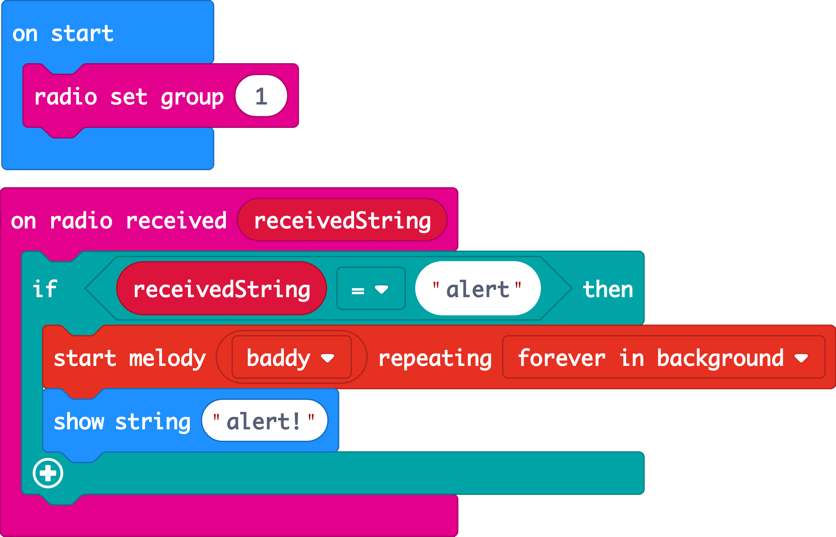 on start
radio set group 1
on radio received receivedString
if receivedString = "alert" then
start melody baddy repeating forever in background
show string "alert!"